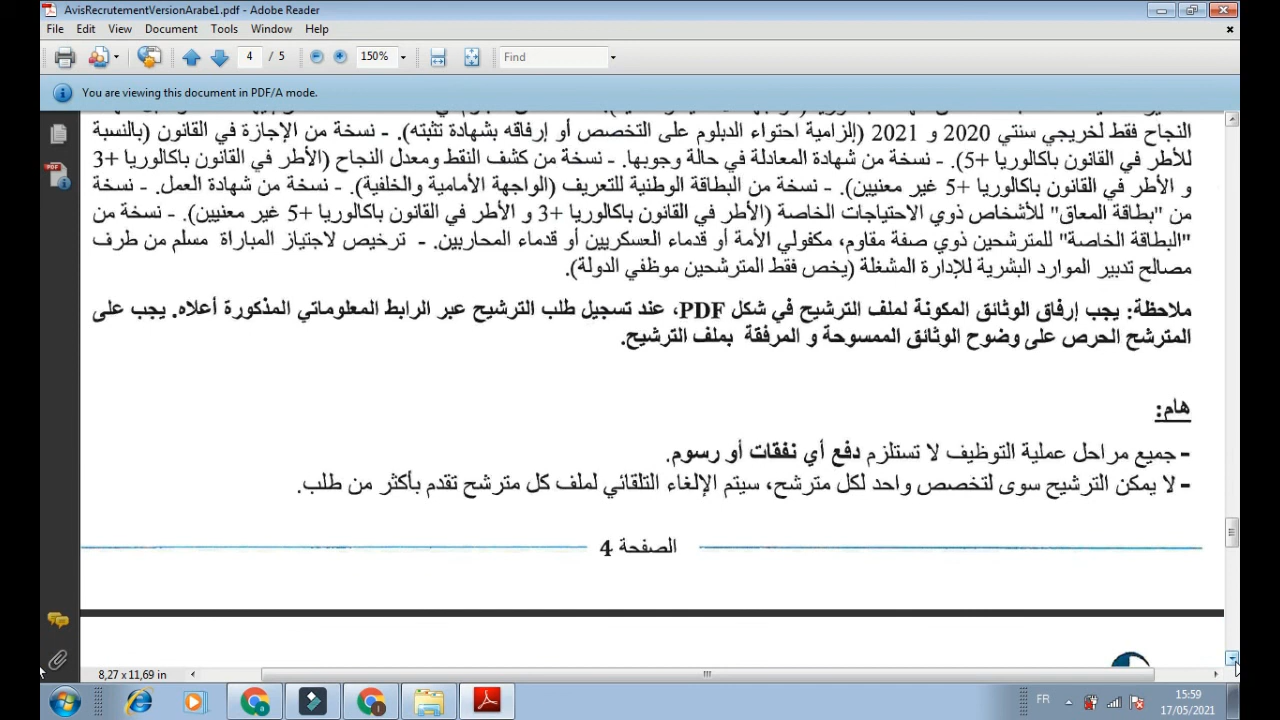 AvisRecrutementVersionArabe1.pdf - Adobe Reader
File Edit View Document Tools Window Help
4 / 5 150% Find
You are viewing this document in PDF/A mode.
النجاح فقط لخريجي سنتي 2020 و 2021 (إلزامية احتواء الدبلوم على التخصص أو إرفاقه بشهادة تثبته). - نسخة من الإجازة في القانون (بالنسبة
للأطر في القانون باكالوريا +5). - نسخة من شهادة المعادلة في حالة وجوبها. - نسخة من كشف النقط ومعدل النجاح (الأطر في القانون باكالوريا +3
و الأطر في القانون باكالوريا +5 غير معنيين). - نسخة من البطاقة الوطنية للتعريف (الواجهة الأمامية والخلفية). - نسخة من شهادة العمل. - نسخة
من "بطاقة المعاق" للأشخاص ذوي الاحتياجات الخاصة (الأطر في القانون باكالوريا +3 و الأطر في القانون باكالوريا +5 غير معنيين). - نسخة من
"البطاقة الخاصة" للمترشحين ذوي صفة مقاوم، مكفولي الأمة أو قدماء العسكريين أو قدماء المحاربين. - ترخيص لاجتياز المباراة مسلم من طرف
مصالح تدبير الموارد البشرية للإدارة المشغلة (يخص فقط المترشحين موظفي الدولة).
ملاحظة: يجب إرفاق الوثائق المكونة لملف الترشيح في شكل PDF، عند تسجيل طلب الترشيح عبر الرابط المعلوماتي المذكورة أعلاه. يجب على
المترشح الحرص على وضوح الوثائق الممسوحة و المرفقة بملف الترشيح.
هام:
- جميع مراحل عملية التوظيف لا تستلزم دفع أي نفقات أو رسوم.
- لا يمكن الترشيح سوى لتخصص واحد لكل مترشح، سيتم الإلغاء التلقائي لملف كل مترشح تقدم بأكثر من طلب.
الصفحة 4
8,27 x 11,69 in
FR 15:59
17/05/2021